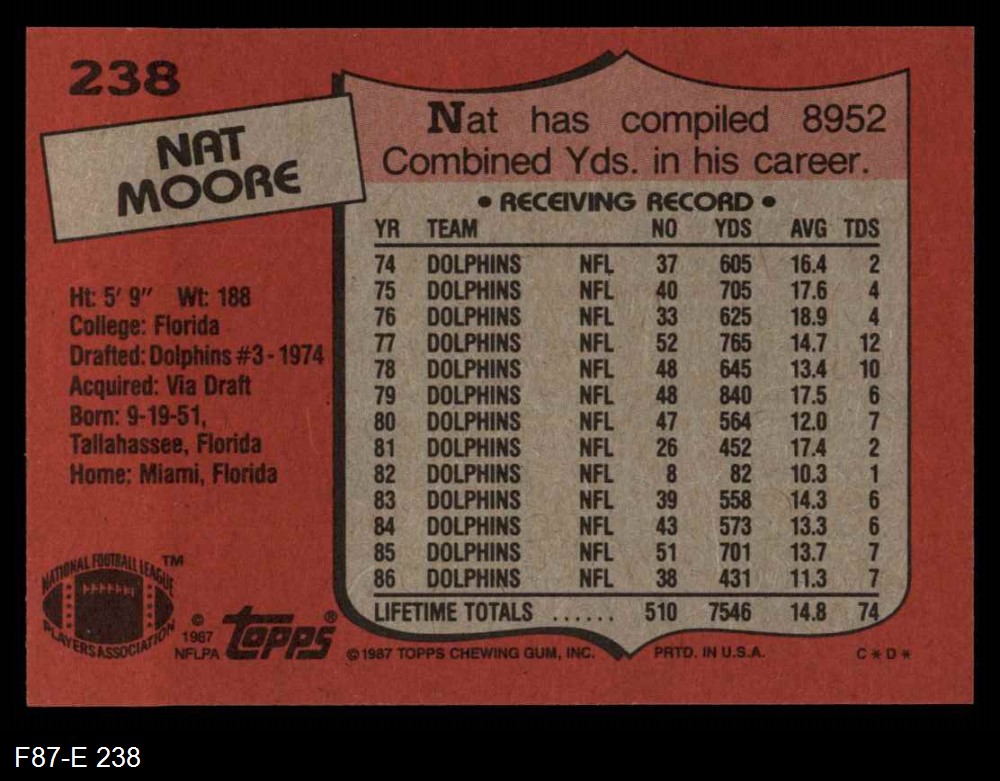 238
NAT
MOORE
Ht: 5' 9" Wt: 188
College: Florida
Drafted: Dolphins #3-1974
Acquired: Via Draft
Born: 9-19-51,
Tallahassee, Florida
Home: Miami, Florida
Nat has compiled 8952
Combined Yds. in his career.
• RECEIVING RECORD •
YR TEAM NO YDS AVG TDS
74 DOLPHINS NFL 37 605 16.4 2
75 DOLPHINS NFL 40 705 17.6 4
76 DOLPHINS NFL 33 625 18.9 4
77 DOLPHINS NFL 52 765 14.7 12
78 DOLPHINS NFL 48 645 13.4 10
79 DOLPHINS NFL 48 840 17.5 6
80 DOLPHINS NFL 47 564 12.0 7
81 DOLPHINS NFL 26 452 17.4 2
82 DOLPHINS NFL 8 82 10.3 1
83 DOLPHINS NFL 39 558 14.3 6
84 DOLPHINS NFL 43 573 13.3 6
85 DOLPHINS NFL 51 701 13.7 7
86 DOLPHINS NFL 38 431 11.3 7
LIFETIME TOTALS ...... 510 7546 14.8 74
NATIONAL FOOTBALL LEAGUE ™
PLAYERS ASSOCIATION
©
1987
NFLPA
topps®
© 1987 TOPPS CHEWING GUM, INC. PRTD. IN U.S.A. C*D*
F87-E 238